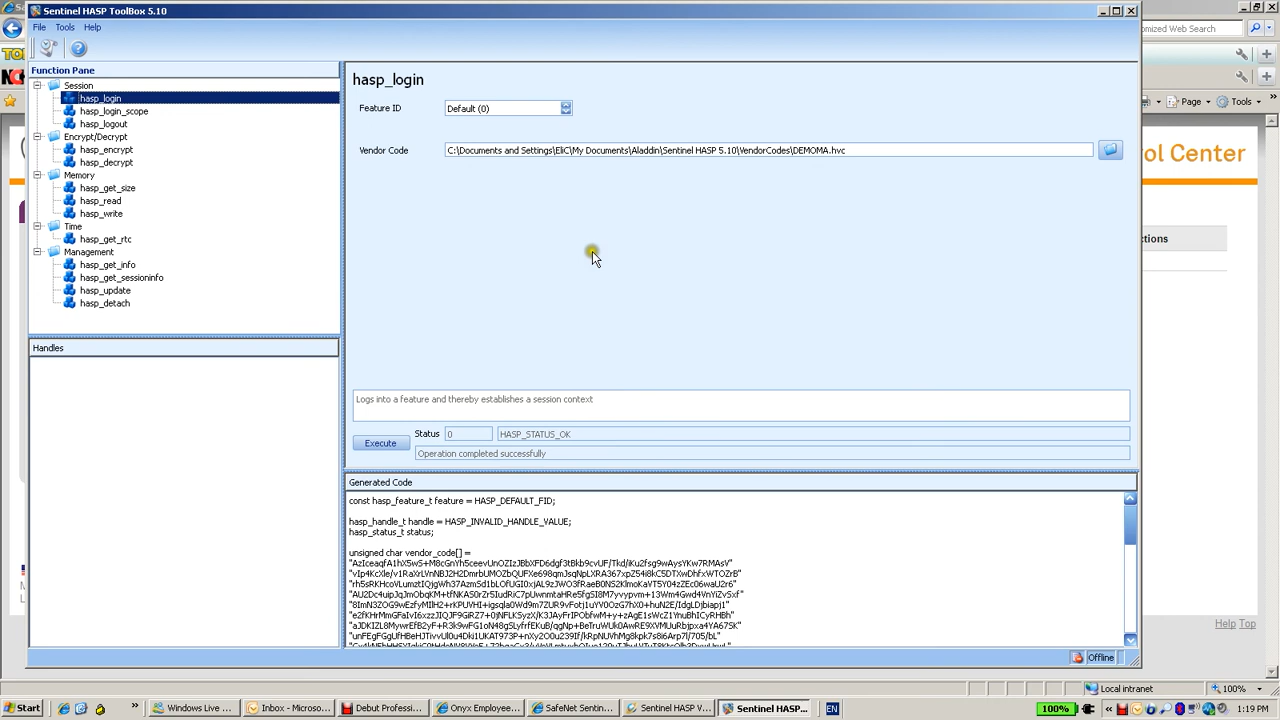 Sentinel HASP ToolBox 5.10
File Tools Help
Function Pane
Session
hasp_login
hasp_login_scope
hasp_logout
Encrypt/Decrypt
hasp_encrypt
hasp_decrypt
Memory
hasp_get_size
hasp_read
hasp_write
Time
hasp_get_rtc
Management
hasp_get_info
hasp_get_sessioninfo
hasp_update
hasp_detach
Handles
hasp_login
Feature ID Default (0)
Vendor Code C:\Documents and Settings\EliC\My Documents\Aladdin\Sentinel HASP 5.10\VendorCodes\DEMOMA.hvc
Logs into a feature and thereby establishes a session context
Status 0 HASP_STATUS_OK
Execute
Operation completed successfully
Generated Code
const hasp_feature_t feature = HASP_DEFAULT_FID;
hasp_handle_t handle = HASP_INVALID_HANDLE_VALUE;
hasp_status_t status;
unsigned char vendor_code[] =
Offline
omized Web Search
Page Tools
ol Center
ctions
Help Top
Local intranet 100%
Start Windows Live ... Inbox - Microso... Debut Professi... Onyx Employee... SafeNet Sentin... Sentinel HASP V... Sentinel HASP... EN 100% 1:19 PM